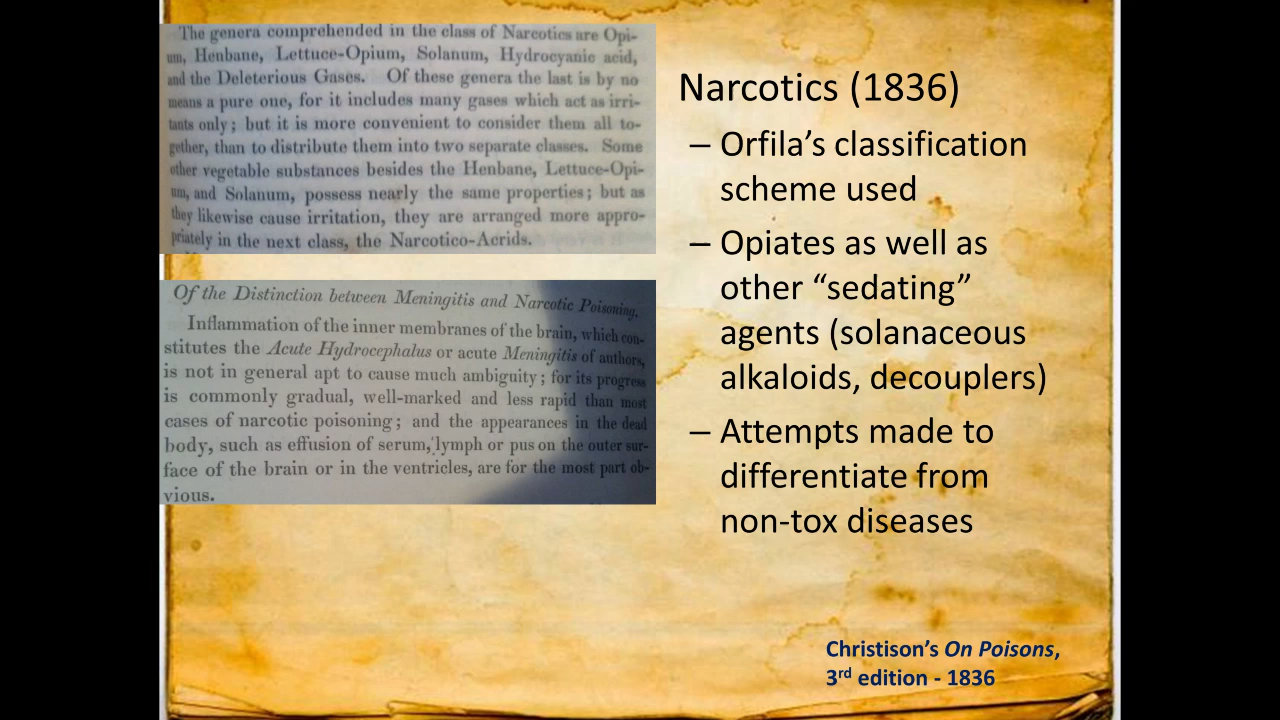 The genera comprehended in the class of Narcotics are Opi-
um, Henbane, Lettuce-Opium, Solanum, Hydrocyanic acid,
and the Deleterious Gases. Of these genera the last is by no
means a pure one, for it includes many gases which act as irri-
tants only; but it is more convenient to consider them all to-
gether, than to distribute them into two separate classes. Some
other vegetable substances besides the Henbane, Lettuce-Opi-
um, and Solanum, possess nearly the same properties; but as
they likewise cause irritation, they are arranged more appro-
priately in the next class, the Narcotico-Acrids.
Of the Distinction between Meningitis and Narcotic Poisoning.
Inflammation of the inner membranes of the brain, which con-
stitutes the Acute Hydrocephalus or acute Meningitis of authors,
is not in general apt to cause much ambiguity; for its progress
is commonly gradual, well-marked and less rapid than most
cases of narcotic poisoning; and the appearances in the dead
body, such as effusion of serum, lymph or pus on the outer sur-
face of the brain or in the ventricles, are for the most part ob-
vious.
Narcotics (1836)
– Orfila’s classification
scheme used
– Opiates as well as
other “sedating”
agents (solanaceous
alkaloids, decouplers)
– Attempts made to
differentiate from
non-tox diseases
Christison’s On Poisons,
3rd edition - 1836